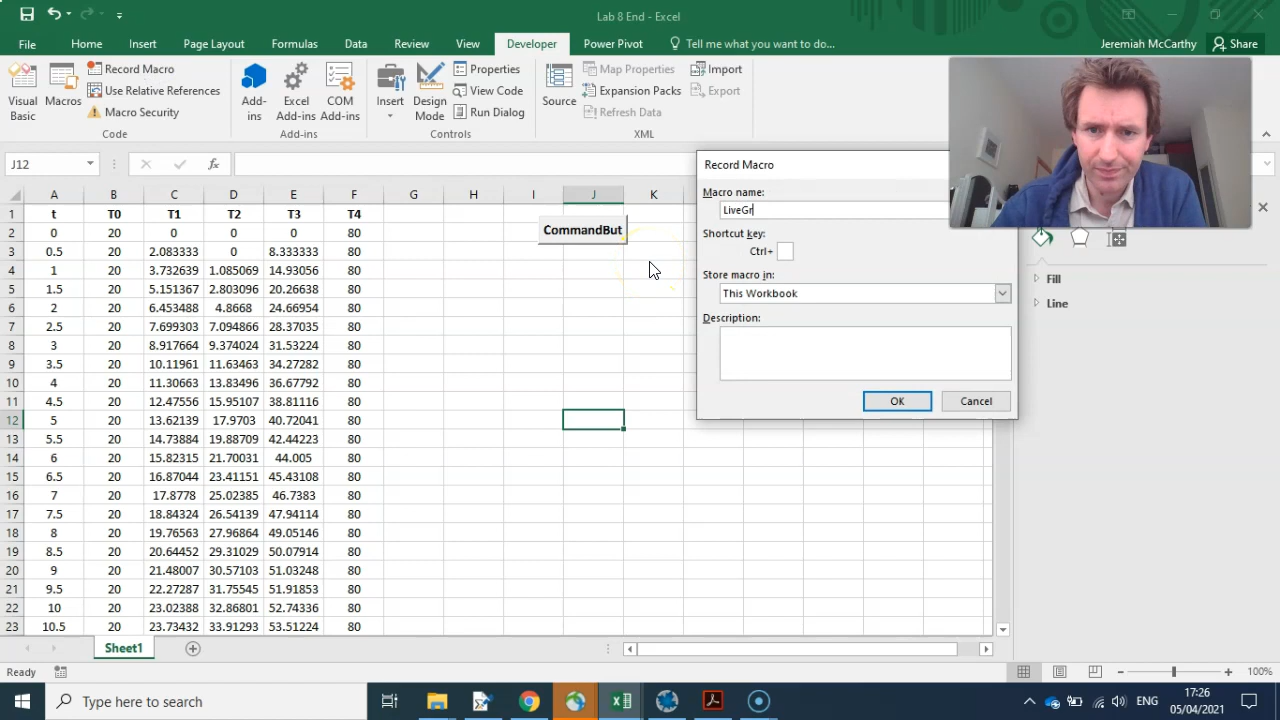 Lab 8 End - Excel
File Home Insert Page Layout Formulas Data Review View Developer Power Pivot Tell me what you want to do... Jeremiah McCarthy Share
Visual Basic
Macros
Record Macro
Use Relative References
Macro Security
Code
Add-ins
Excel Add-ins
COM Add-ins
Add-ins
Insert
Design Mode
Properties
View Code
Run Dialog
Controls
Source
Map Properties
Expansion Packs
Refresh Data
Import
Export
XML
J12 fx
Record Macro
Macro name:
LiveGr
Shortcut key:
Ctrl+
Store macro in:
This Workbook
Description:
OK Cancel
Fill
Line
CommandBut
A B C D E F G H I J K
1 t T0 T1 T2 T3 T4
2 0 20 0 0 0 80
3 0.5 20 2.083333 0 8.333333 80
4 1 20 3.732639 1.085069 14.93056 80
5 1.5 20 5.151367 2.803096 20.26638 80
6 2 20 6.453488 4.8668 24.66954 80
7 2.5 20 7.699303 7.094866 28.37035 80
8 3 20 8.917664 9.374024 31.53224 80
9 3.5 20 10.11961 11.63463 34.27282 80
10 4 20 11.30663 13.83496 36.67792 80
11 4.5 20 12.47556 15.95107 38.81116 80
12 5 20 13.62139 17.9703 40.72041 80
13 5.5 20 14.73884 19.88709 42.44223 80
14 6 20 15.82315 21.70031 44.005 80
15 6.5 20 16.87044 23.41151 45.43108 80
16 7 20 17.8778 25.02385 46.7383 80
17 7.5 20 18.84324 26.54139 47.94114 80
18 8 20 19.76563 27.96864 49.05146 80
19 8.5 20 20.64452 29.31029 50.07914 80
20 9 20 21.48007 30.57103 51.03248 80
21 9.5 20 22.27287 31.75545 51.91853 80
22 10 20 23.02388 32.86801 52.74336 80
23 10.5 20 23.73432 33.91293 53.51224 80
Sheet1
Ready 100%
Type here to search
ENG
17:26
05/04/2021